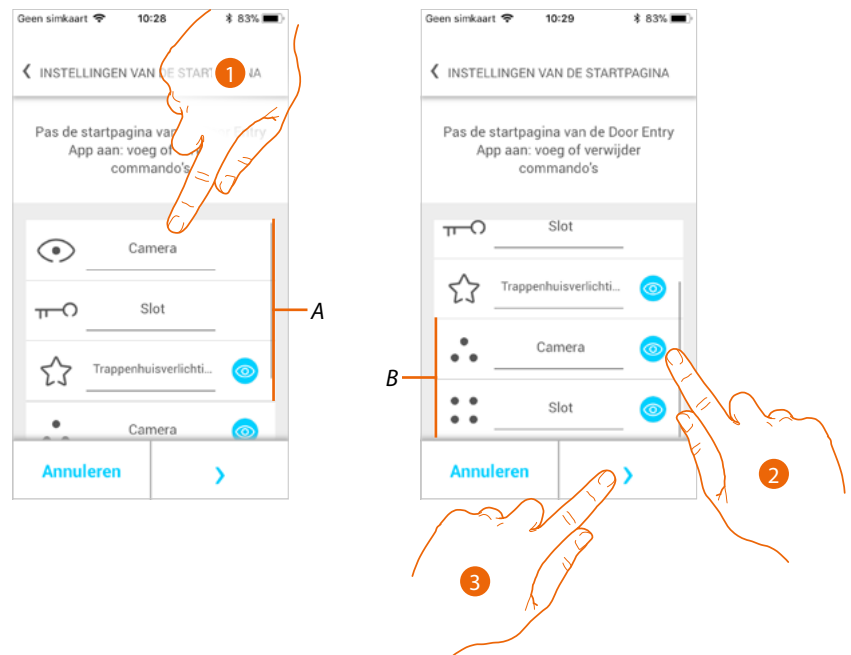 Geen simkaart 10:28 83%
INSTELLINGEN VAN DE STARTPAGINA
1
Pas de startpagina van Entry
App aan: voeg of
commando's
Camera
Slot
Trappenhuisverlichti...
Camera
A
Annuleren
Geen simkaart 10:29 83%
INSTELLINGEN VAN DE STARTPAGINA
Pas de startpagina van de Door Entry
App aan: voeg of verwijder
commando's
Slot
Trappenhuisverlichti...
Camera
Slot
B
Annuleren
2
3